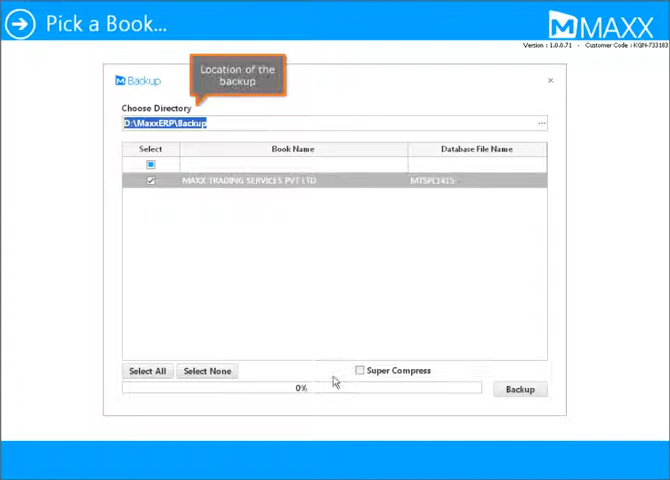 Pick a Book...
MAXX
Version : 1.0.0.71 - Customer Code : KGN-733183
Location of the
backup
Backup
Choose Directory
D:\MaxxERP\Backup
...
Select Book Name Database File Name
MAXX TRADING SERVICES PVT LTD MTSPL1415
Select All Select None Super Compress
0% Backup